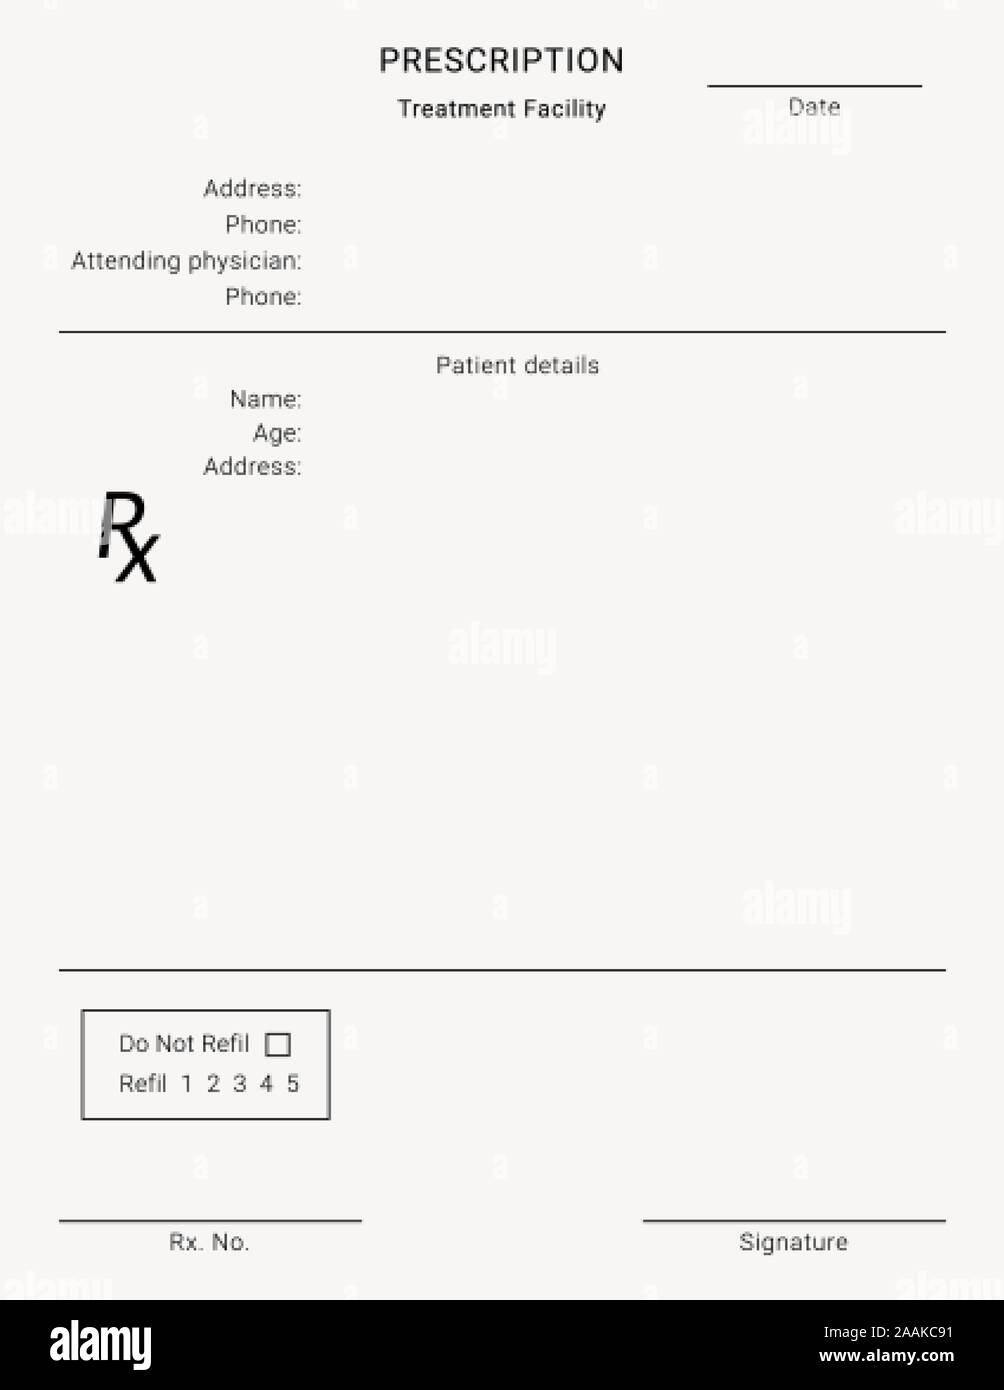 PRESCRIPTION
Treatment Facility
Date
Address:
Phone:
Attending physician:
Phone:
Patient details
Name:
Age:
Address:
Rx
Do Not Refil
Refil 1 2 3 4 5
Rx. No.
Signature
alamy
Image ID: 2AAKC91
www.alamy.com